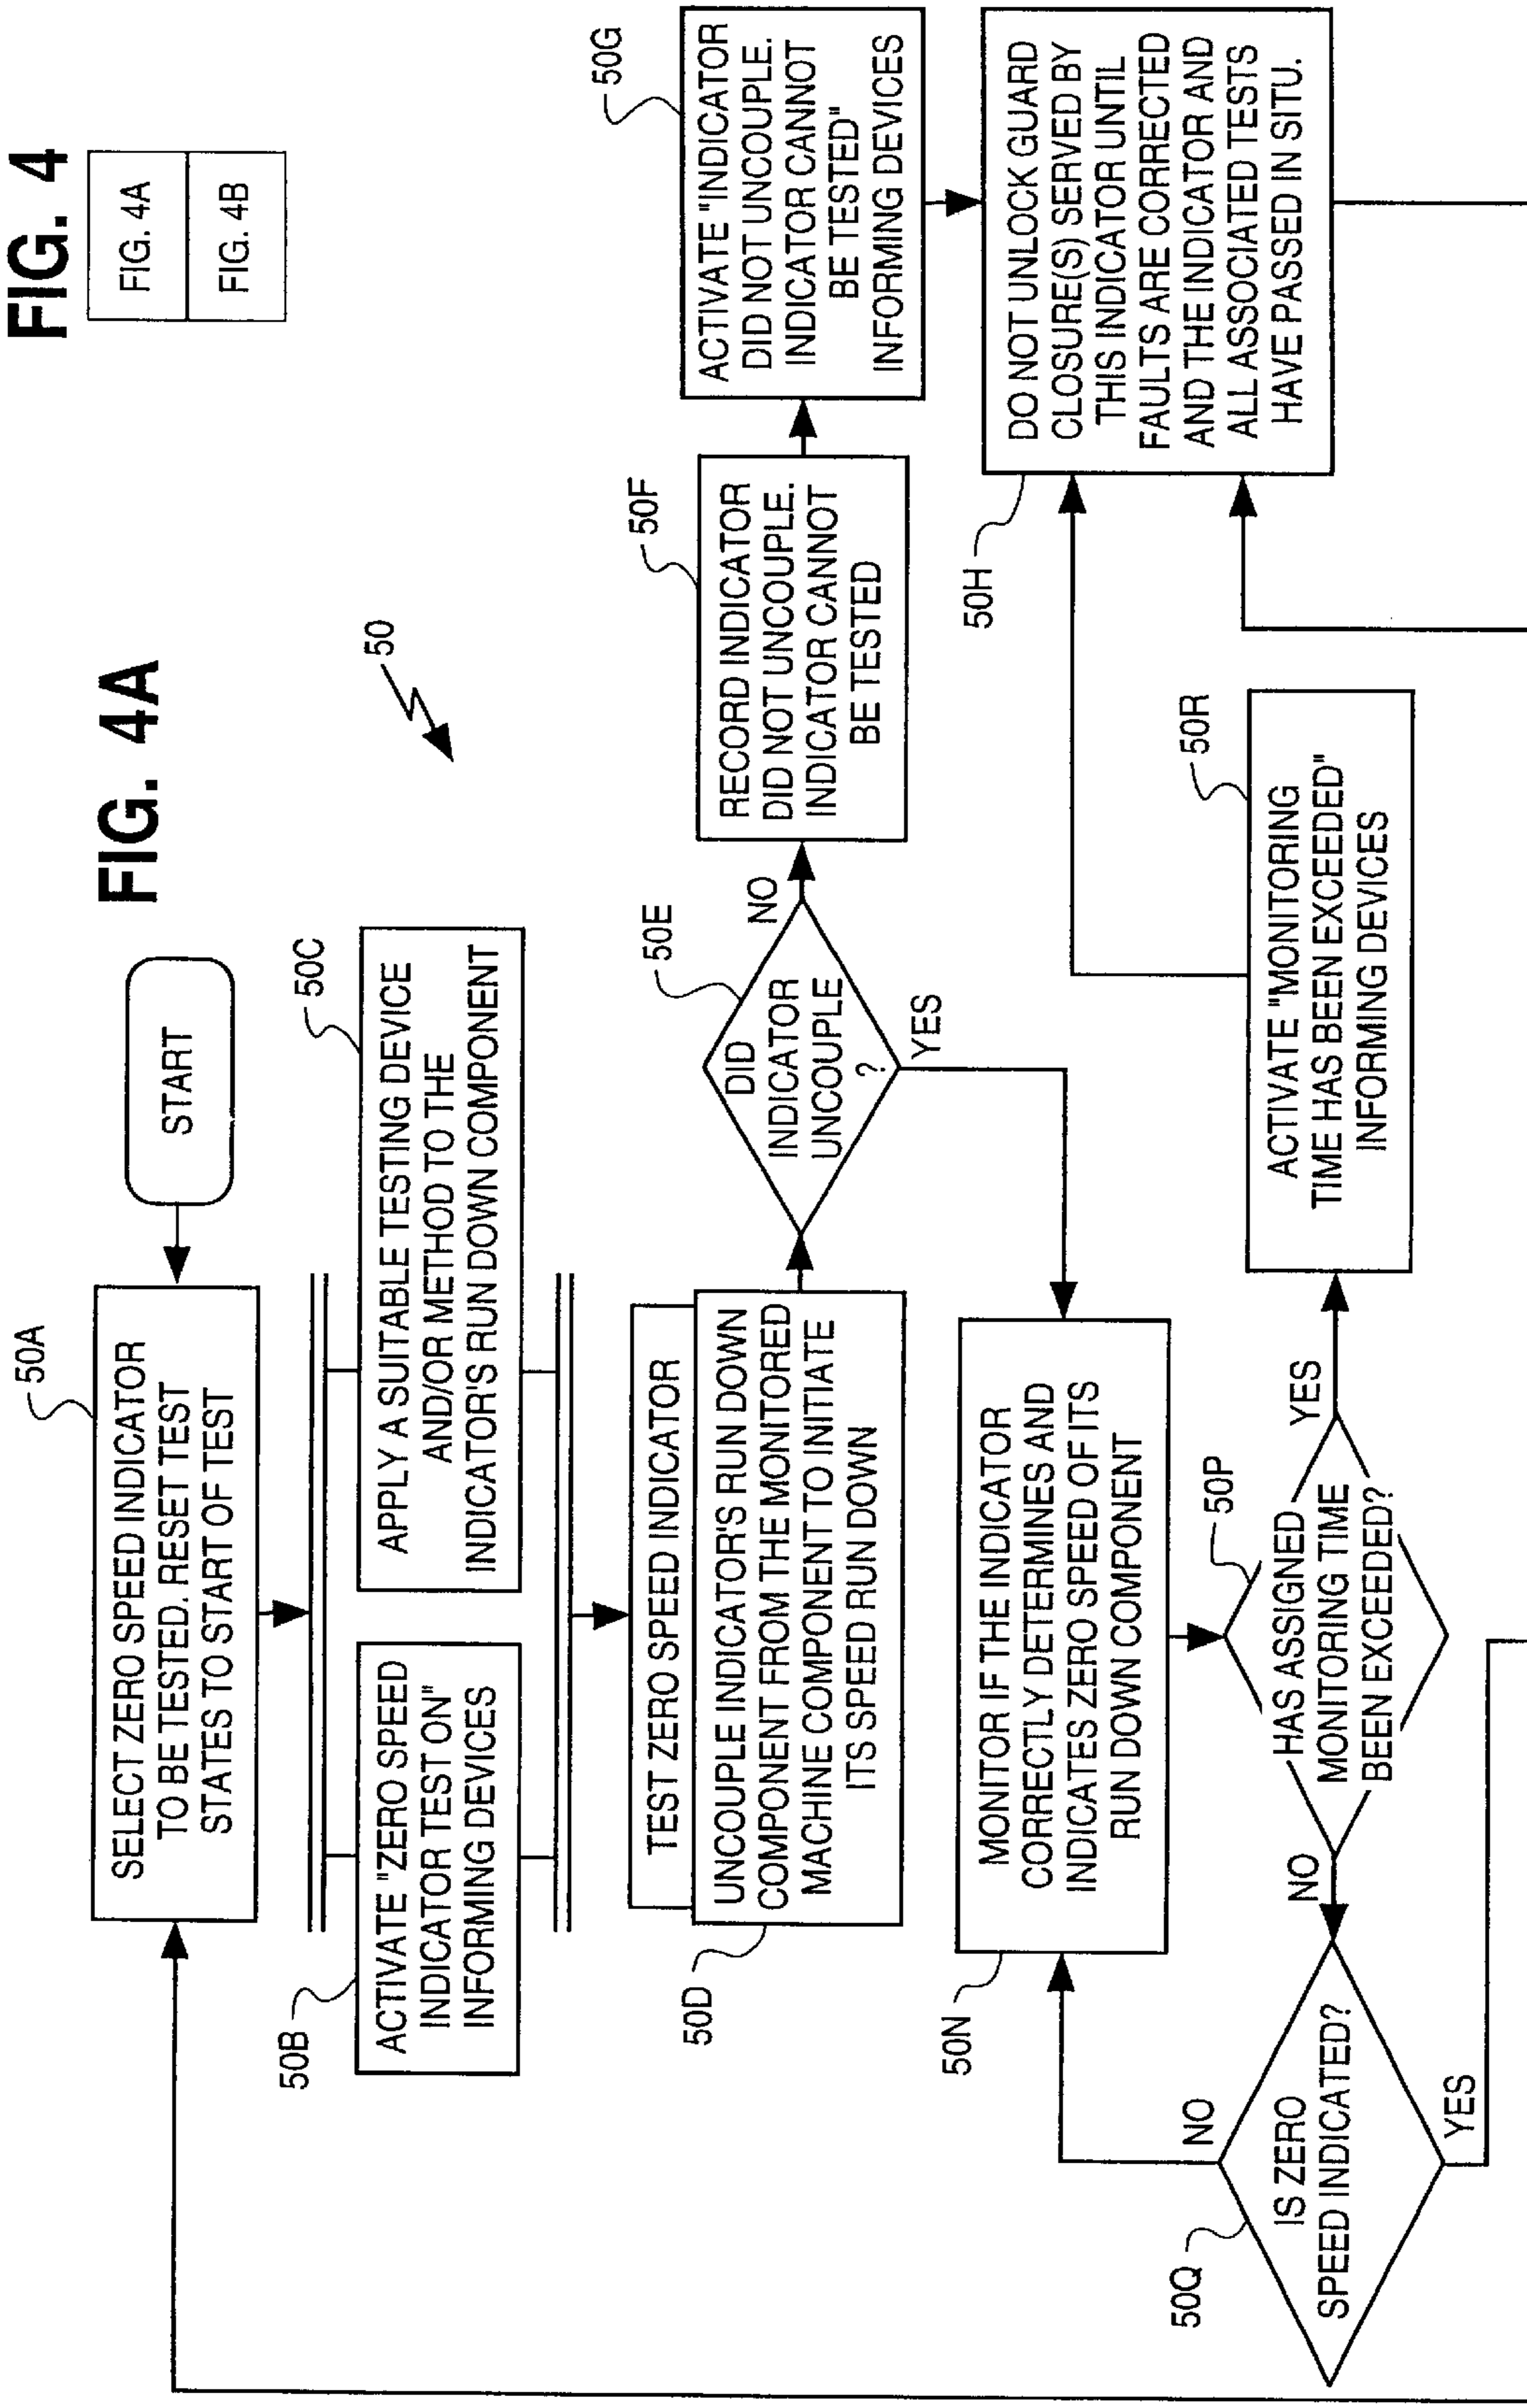 FIG. 4
FIG. 4A
FIG. 4B
FIG. 4A
50
START
50A
SELECT ZERO SPEED INDICATOR
TO BE TESTED. RESET TEST
STATES TO START OF TEST
50B
ACTIVATE "ZERO SPEED
INDICATOR TEST ON"
INFORMING DEVICES
50C
APPLY A SUITABLE TESTING DEVICE
AND/OR METHOD TO THE
INDICATOR'S RUN DOWN COMPONENT
TEST ZERO SPEED INDICATOR
50D
UNCOUPLE INDICATOR'S RUN DOWN
COMPONENT FROM THE MONITORED
MACHINE COMPONENT TO INITIATE
ITS SPEED RUN DOWN
50E
DID
INDICATOR
UNCOUPLE
?
NO
YES
50F
RECORD INDICATOR
DID NOT UNCOUPLE.
INDICATOR CANNOT
BE TESTED
50G
ACTIVATE "INDICATOR
DID NOT UNCOUPLE.
INDICATOR CANNOT
BE TESTED"
INFORMING DEVICES
50H
DO NOT UNLOCK GUARD
CLOSURE(S) SERVED BY
THIS INDICATOR UNTIL
FAULTS ARE CORRECTED
AND THE INDICATOR AND
ALL ASSOCIATED TESTS
HAVE PASSED IN SITU.
50N
MONITOR IF THE INDICATOR
CORRECTLY DETERMINES AND
INDICATES ZERO SPEED OF ITS
RUN DOWN COMPONENT
50P
HAS ASSIGNED
MONITORING TIME
BEEN EXCEEDED?
YES
NO
50R
ACTIVATE "MONITORING
TIME HAS BEEN EXCEEDED"
INFORMING DEVICES
50Q
IS ZERO
SPEED INDICATED?
NO
YES